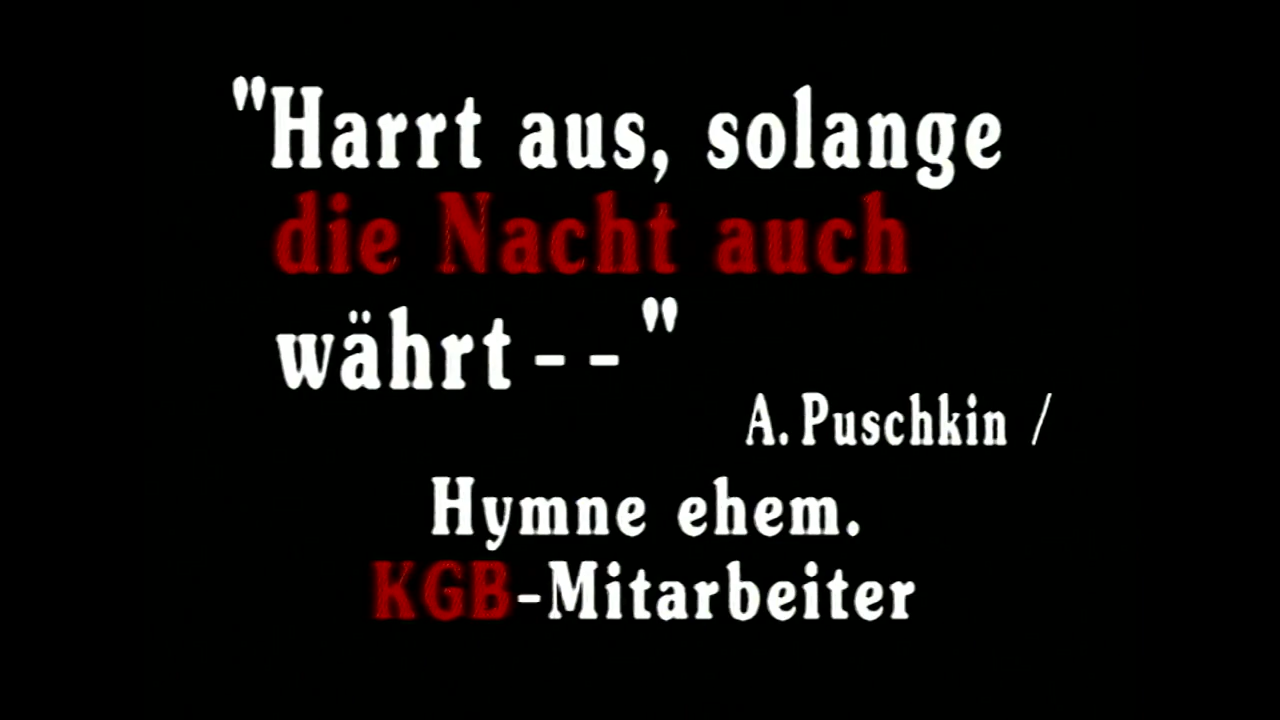 "Harrt aus, solange
die Nacht auch
währt - - "
A. Puschkin /
Hymne ehem.
KGB-Mitarbeiter